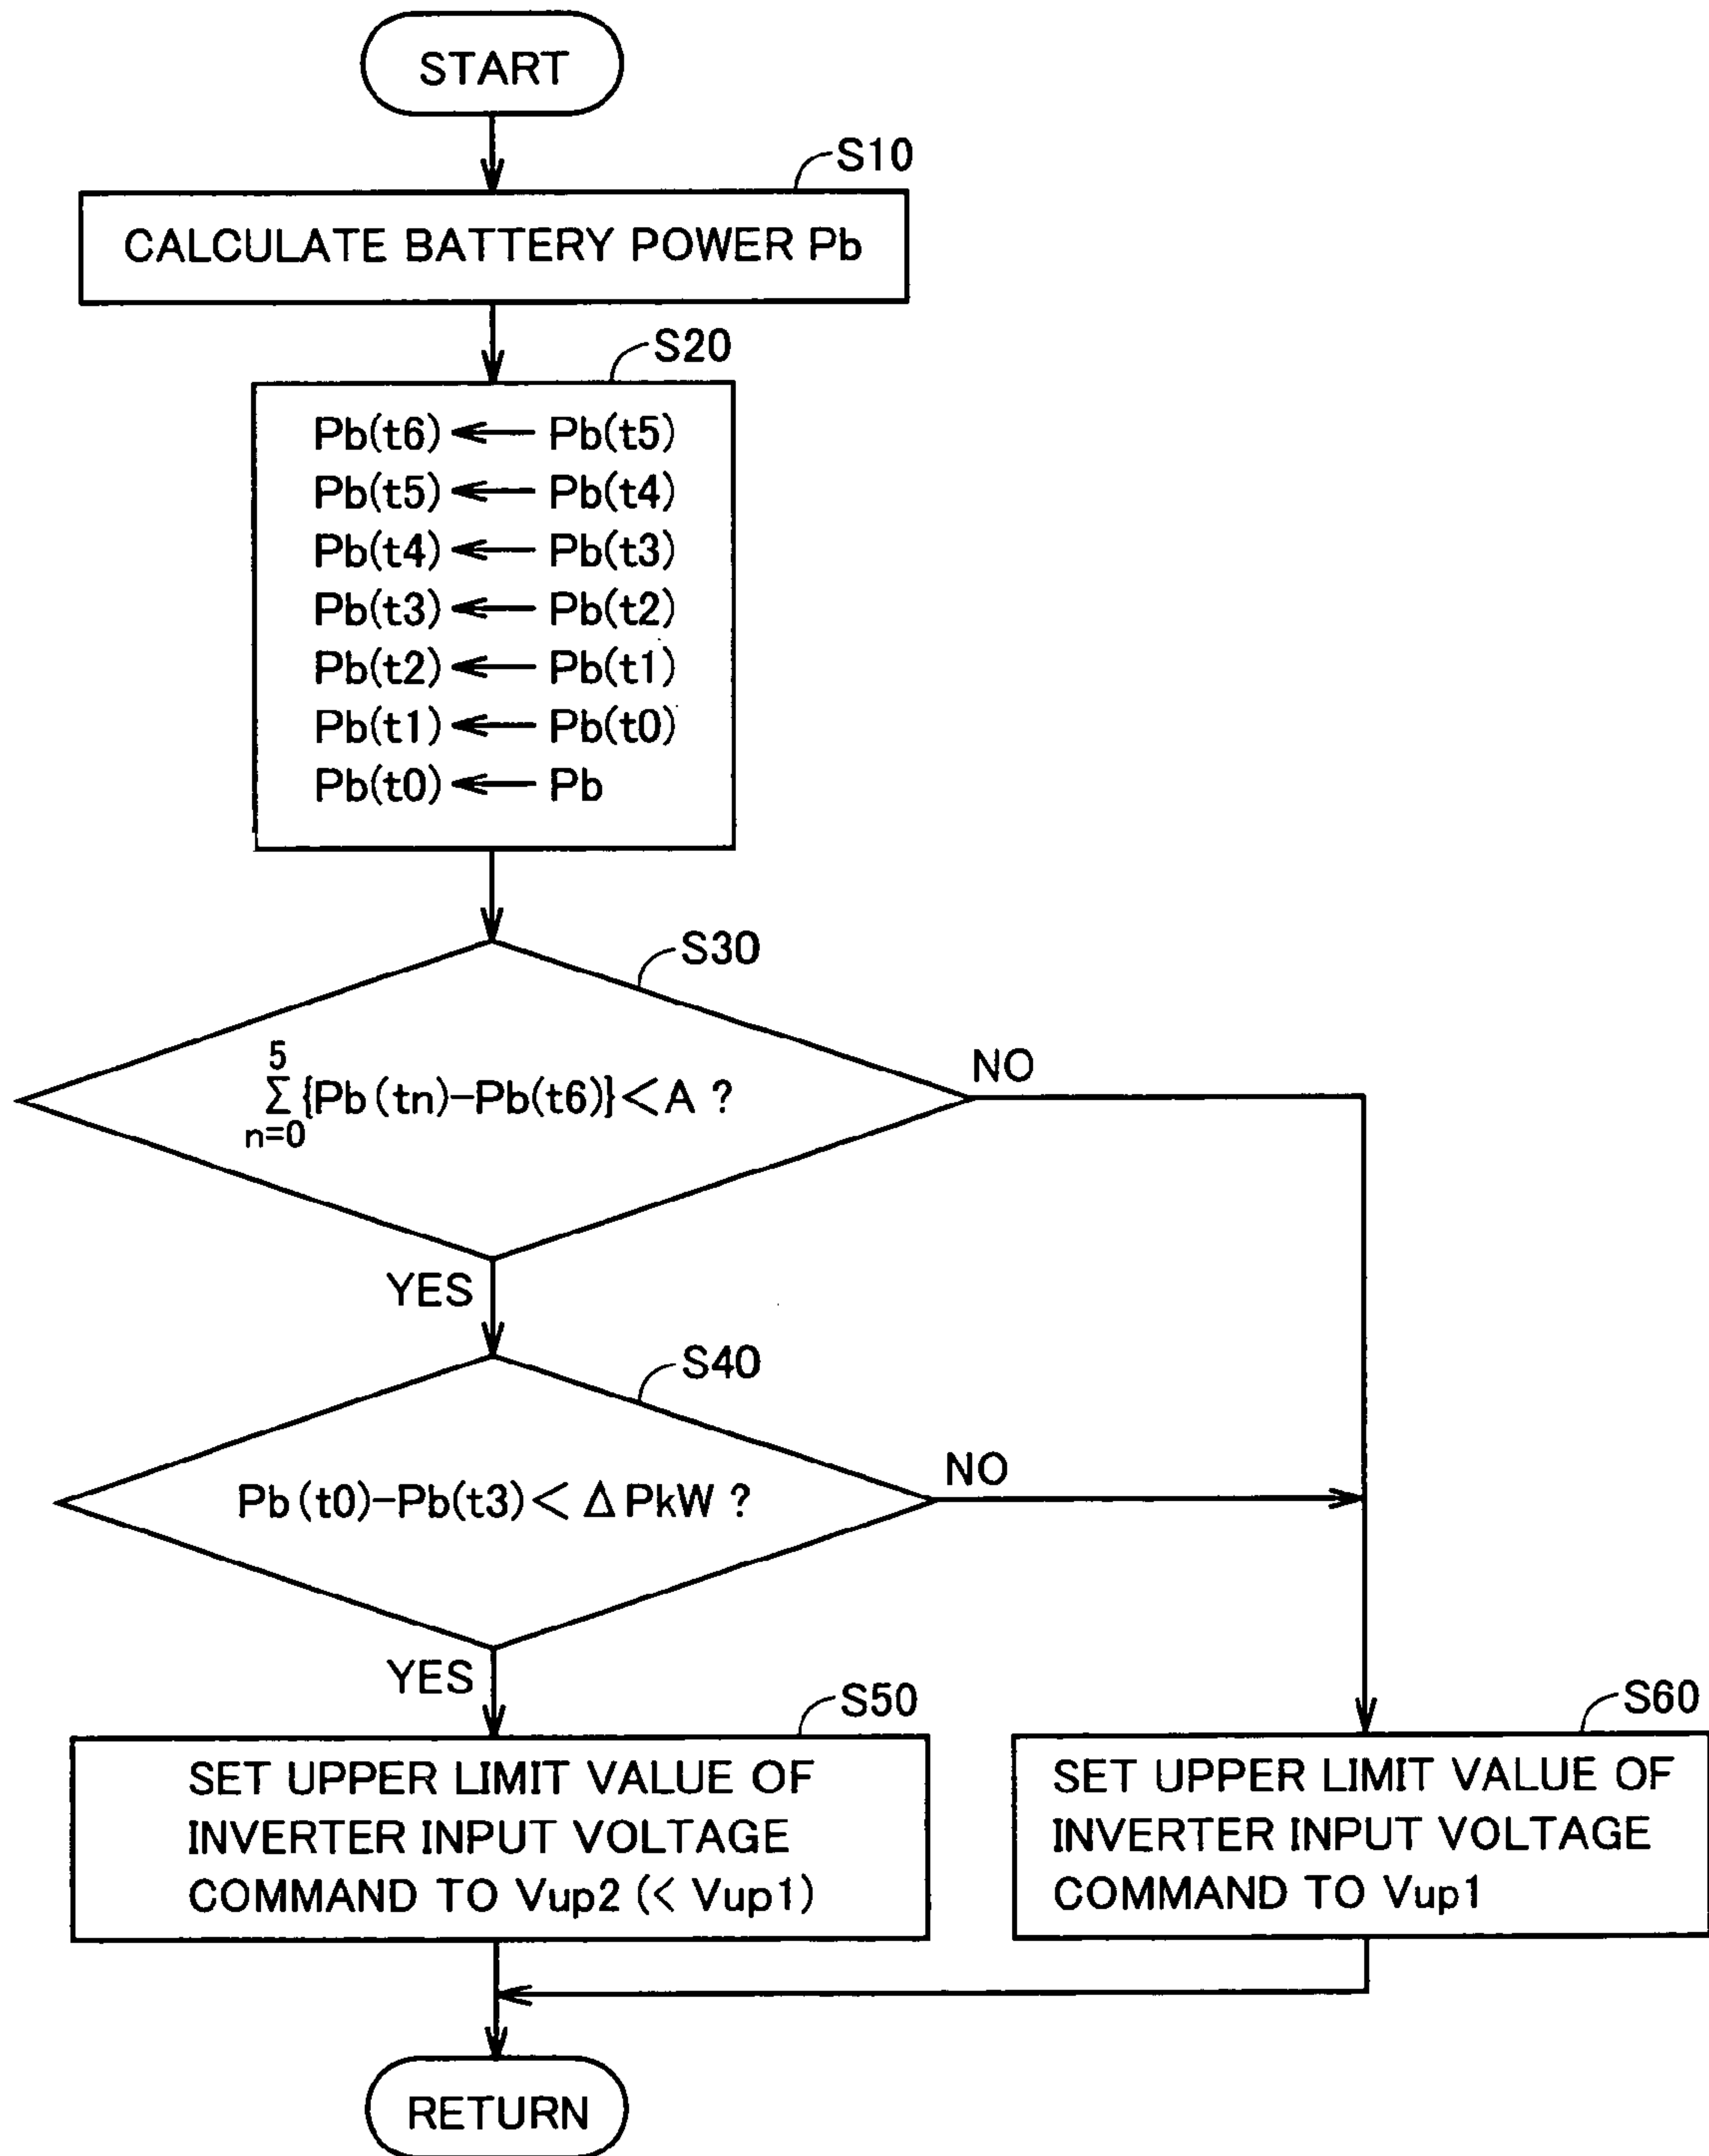 START
S10
CALCULATE BATTERY POWER Pb
S20
Pb(t6) ← Pb(t5)
Pb(t5) ← Pb(t4)
Pb(t4) ← Pb(t3)
Pb(t3) ← Pb(t2)
Pb(t2) ← Pb(t1)
Pb(t1) ← Pb(t0)
Pb(t0) ← Pb
S30
5
Σ {Pb (tn)-Pb(t6)} < A ?
n=0
NO
YES
S40
Pb (t0)-Pb(t3) < Δ PkW ?
NO
YES
S50
SET UPPER LIMIT VALUE OF
INVERTER INPUT VOLTAGE
COMMAND TO Vup2 (< Vup1)
S60
SET UPPER LIMIT VALUE OF
INVERTER INPUT VOLTAGE
COMMAND TO Vup1
RETURN